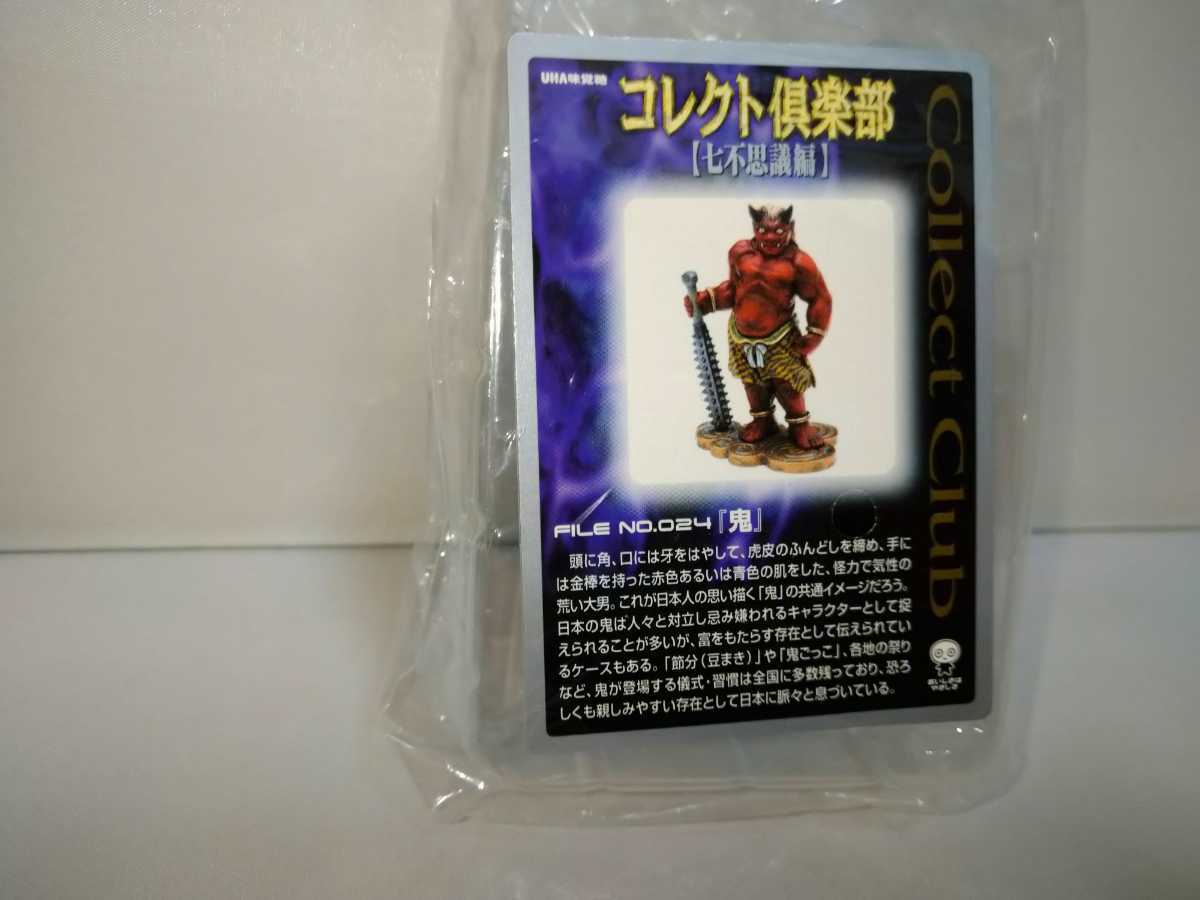 UHA味覚糖
コレクト倶楽部
【七不思議編】
Collect Club
FILE NO.024『鬼』
頭に角、口には牙をはやして、虎皮のふんどしを締め、手に
は金棒を持った赤色あるいは青色の肌をした、怪力で気性の
荒い大男。これが日本人の思い描く「鬼」の共通イメージだろう。
日本の鬼は人々と対立し忌み嫌われるキャラクターとして捉
えられることが多いが、富をもたらす存在として伝えられてい
るケースもある。「節分（豆まき）」や「鬼ごっこ」、各地の祭り
など、鬼が登場する儀式・習慣は全国に多数残っており、恐ろ
しくも親しみやすい存在として日本に脈々と息づいている。
おいしさは
やさしさ